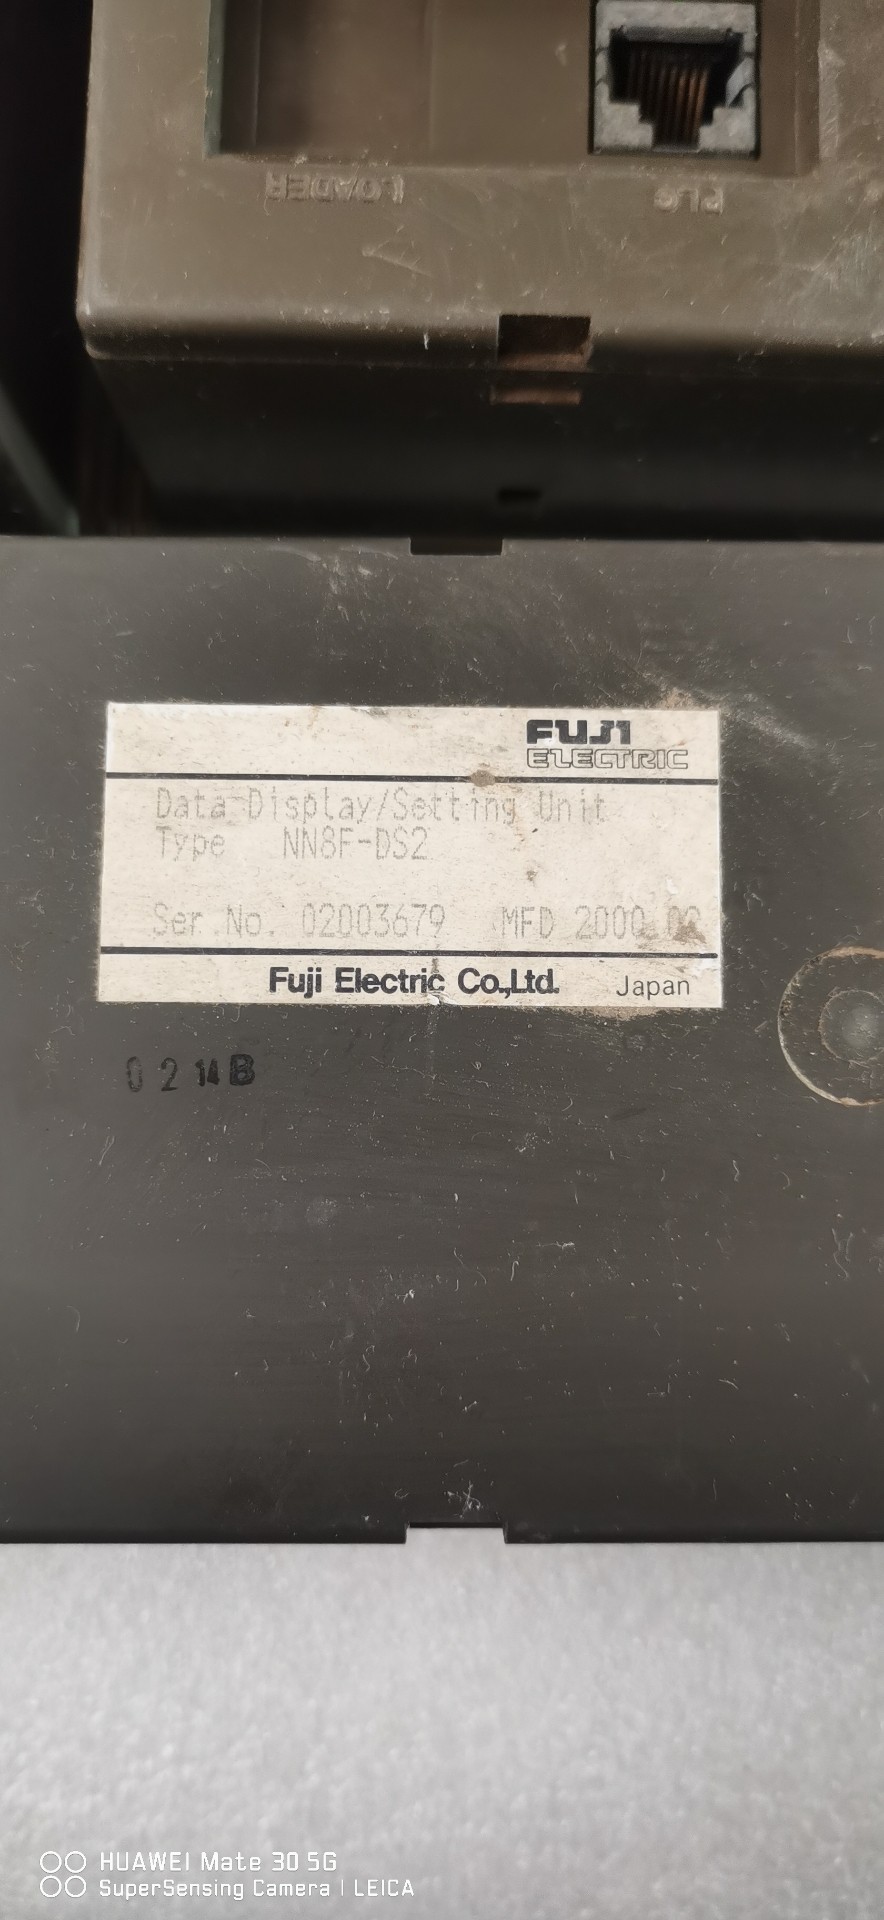 LOADER
PLC
FUJI
ELECTRIC
Data Display/Setting Unit
Type NN8F-DS2
Ser.No. 02003679 MFD 2000 02
Fuji Electric Co.,Ltd. Japan
0 2 14 B
HUAWEI Mate 30 5G
SuperSensing Camera | LEICA